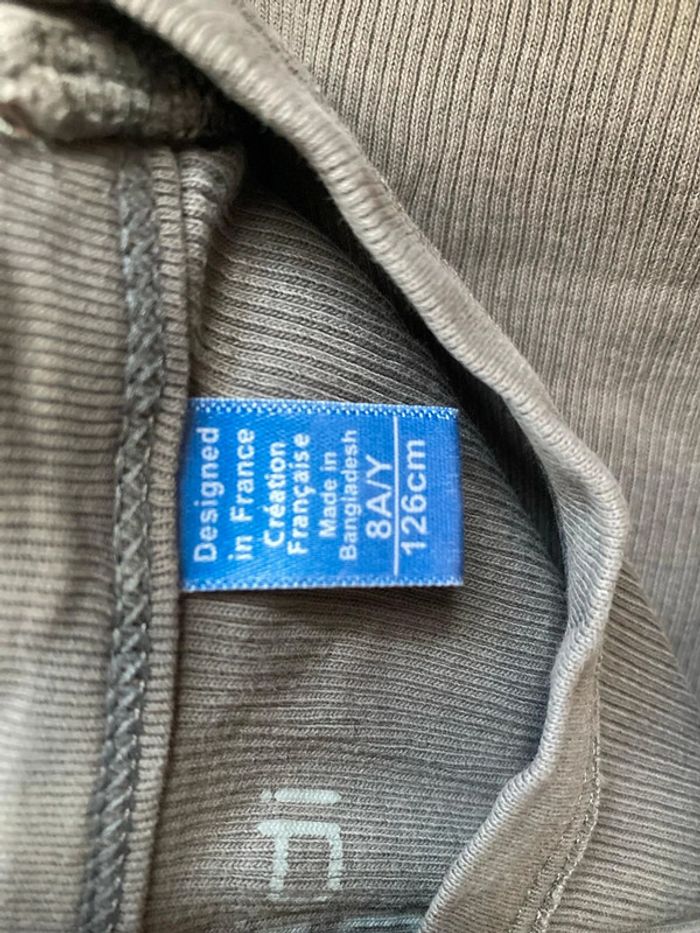 Designed
in France
Création
Française
Made in
Bangladesh
8A/Y
126cm